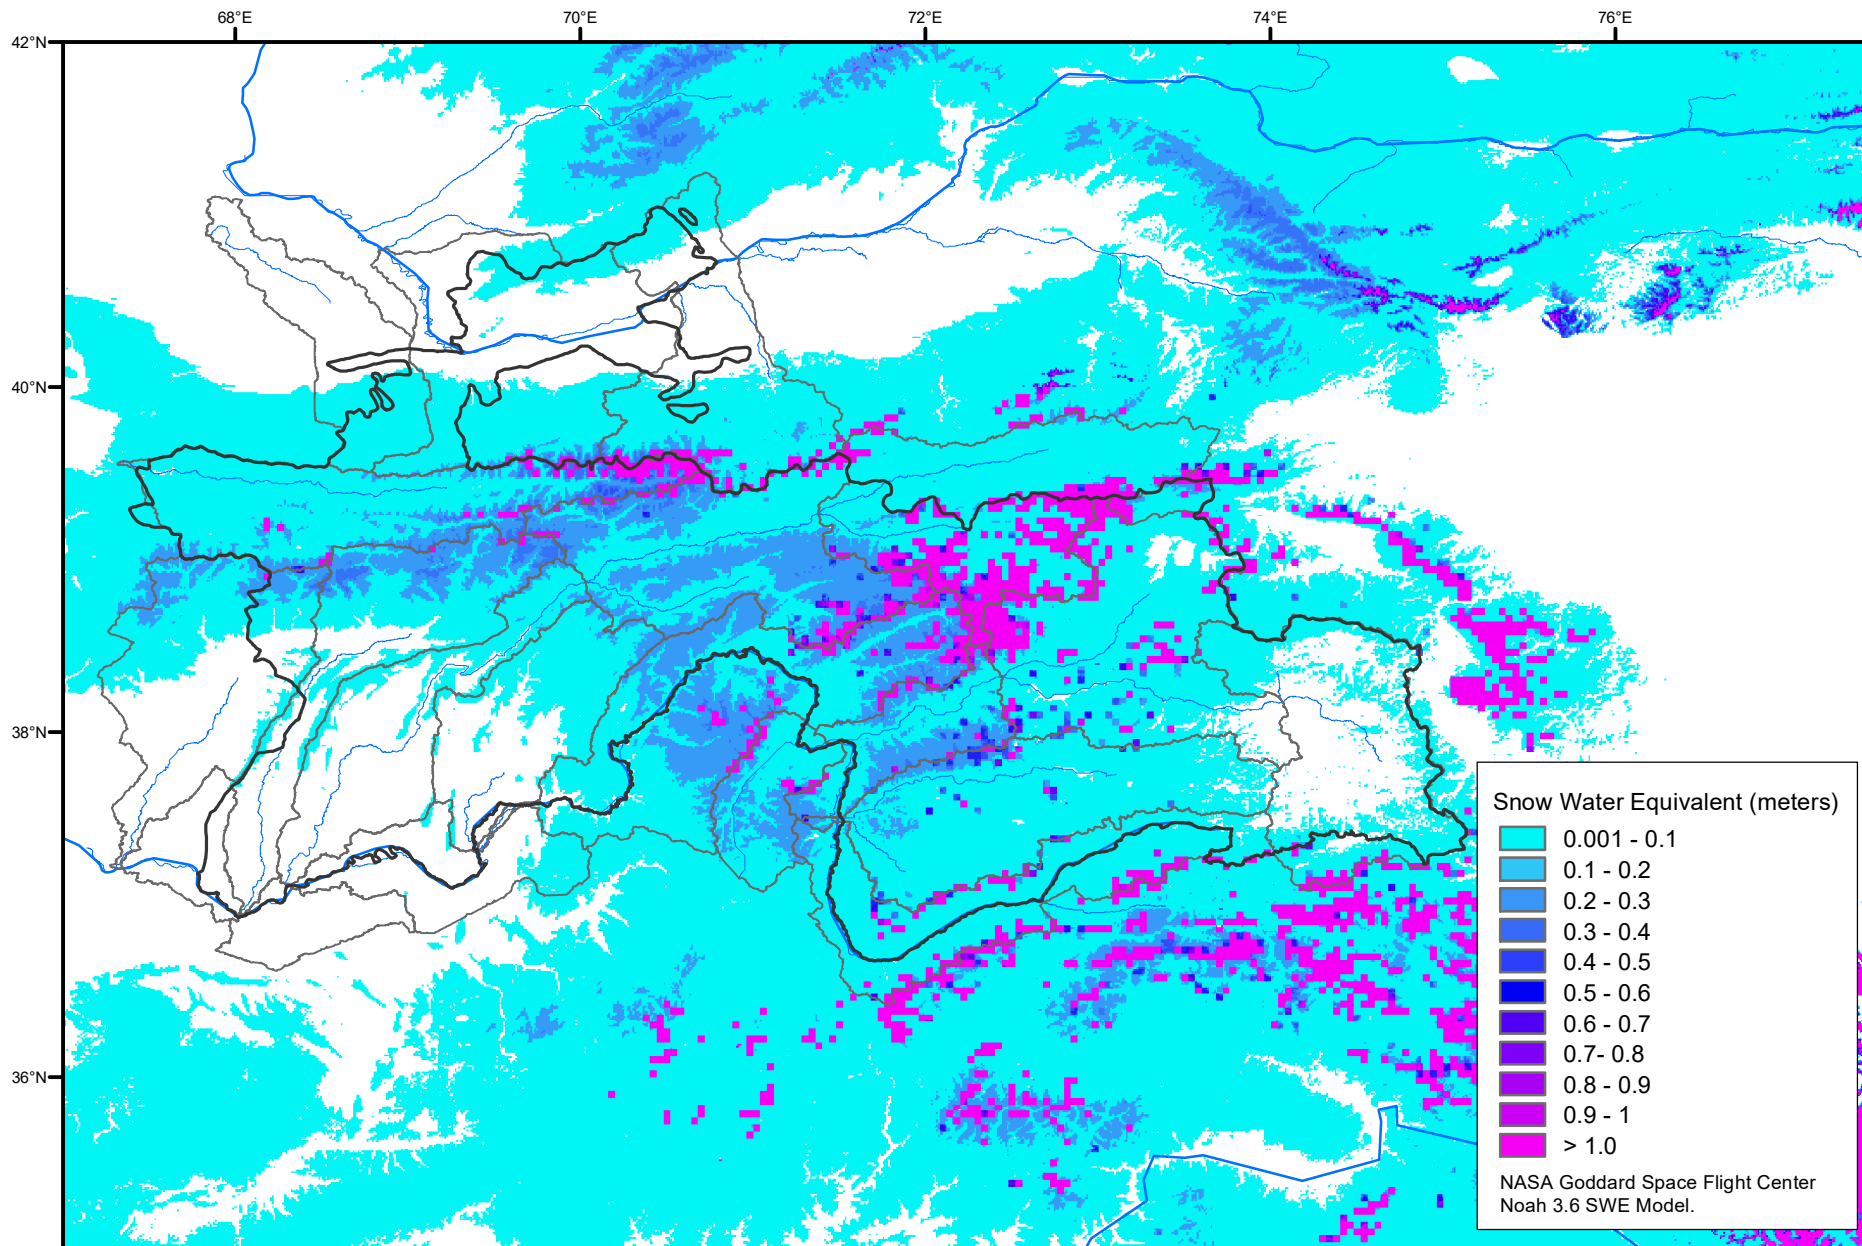 68°E
70°E
72°E
74°E
76°E
42°N
40°N
38°N
36°N
Snow Water Equivalent (meters)
0.001 - 0.1
0.1 - 0.2
0.2 - 0.3
0.3 - 0.4
0.4 - 0.5
0.5 - 0.6
0.6 - 0.7
0.7- 0.8
0.8 - 0.9
0.9 - 1
> 1.0
NASA Goddard Space Flight Center
Noah 3.6 SWE Model.